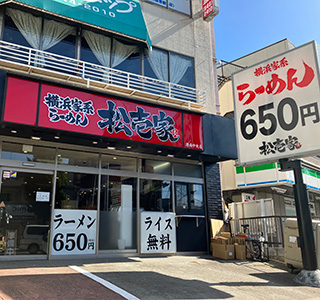 横浜家系
らーめん
松壱家
横浜家系
らーめん
650円
松壱家
ラーメン
650円
ライス
無料